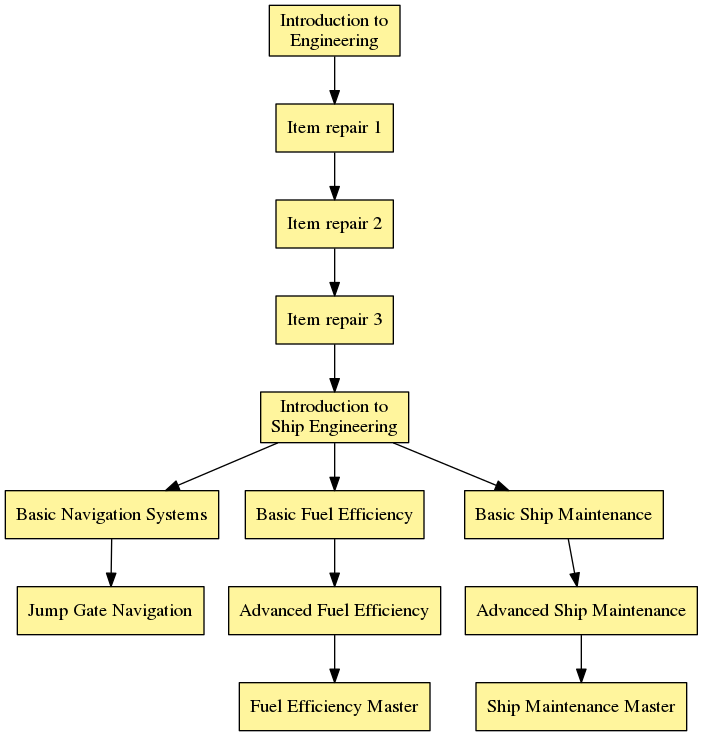 Introduction to
Engineering
Item repair 1
Item repair 2
Item repair 3
Introduction to
Ship Engineering
Basic Navigation Systems
Basic Fuel Efficiency
Basic Ship Maintenance
Jump Gate Navigation
Advanced Fuel Efficiency
Advanced Ship Maintenance
Fuel Efficiency Master
Ship Maintenance Master